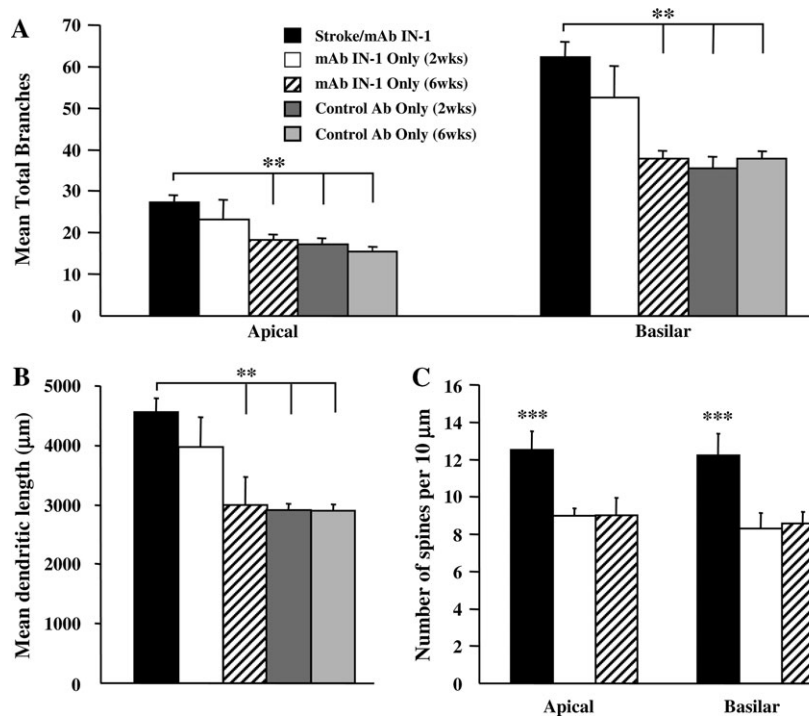 A
Mean Total Branches
70
60
50
40
30
20
10
0
Stroke/mAb IN-1
mAb IN-1 Only (2wks)
mAb IN-1 Only (6wks)
Control Ab Only (2wks)
Control Ab Only (6wks)
**
**
Apical
Basilar
B
Mean dendritic length (μm)
5000
4000
3000
2000
1000
0
**
C
Number of spines per 10 μm
16
14
12
10
8
6
4
2
0
***
***
Apical
Basilar